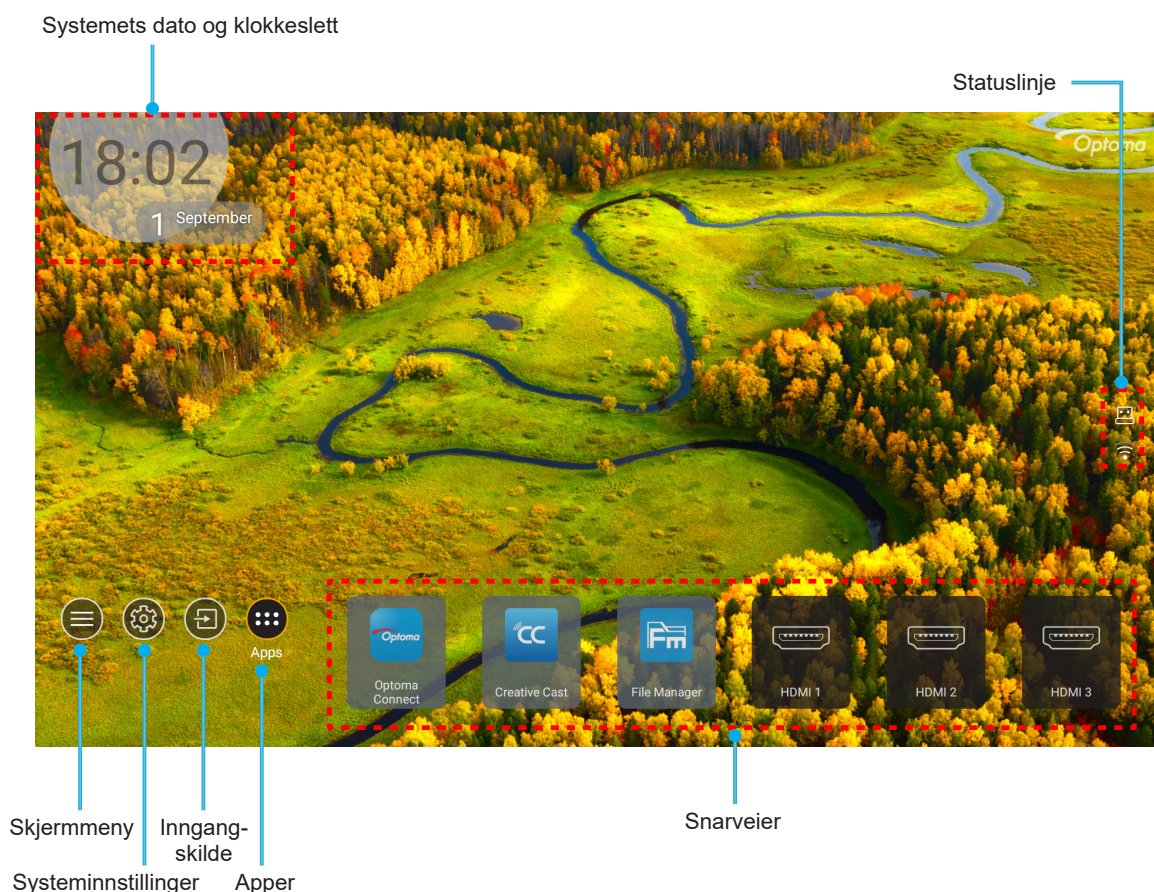 Systemets dato og klokkeslett
Statuslinje
Optoma
18:02
1 September
Apps
Optoma
Optoma
Connect
CC
Creative Cast
Fm
File Manager
HDMI 1
HDMI 2
HDMI 3
Skjermmeny
Inngang-
skilde
Snarveier
Systeminnstillinger
Apper